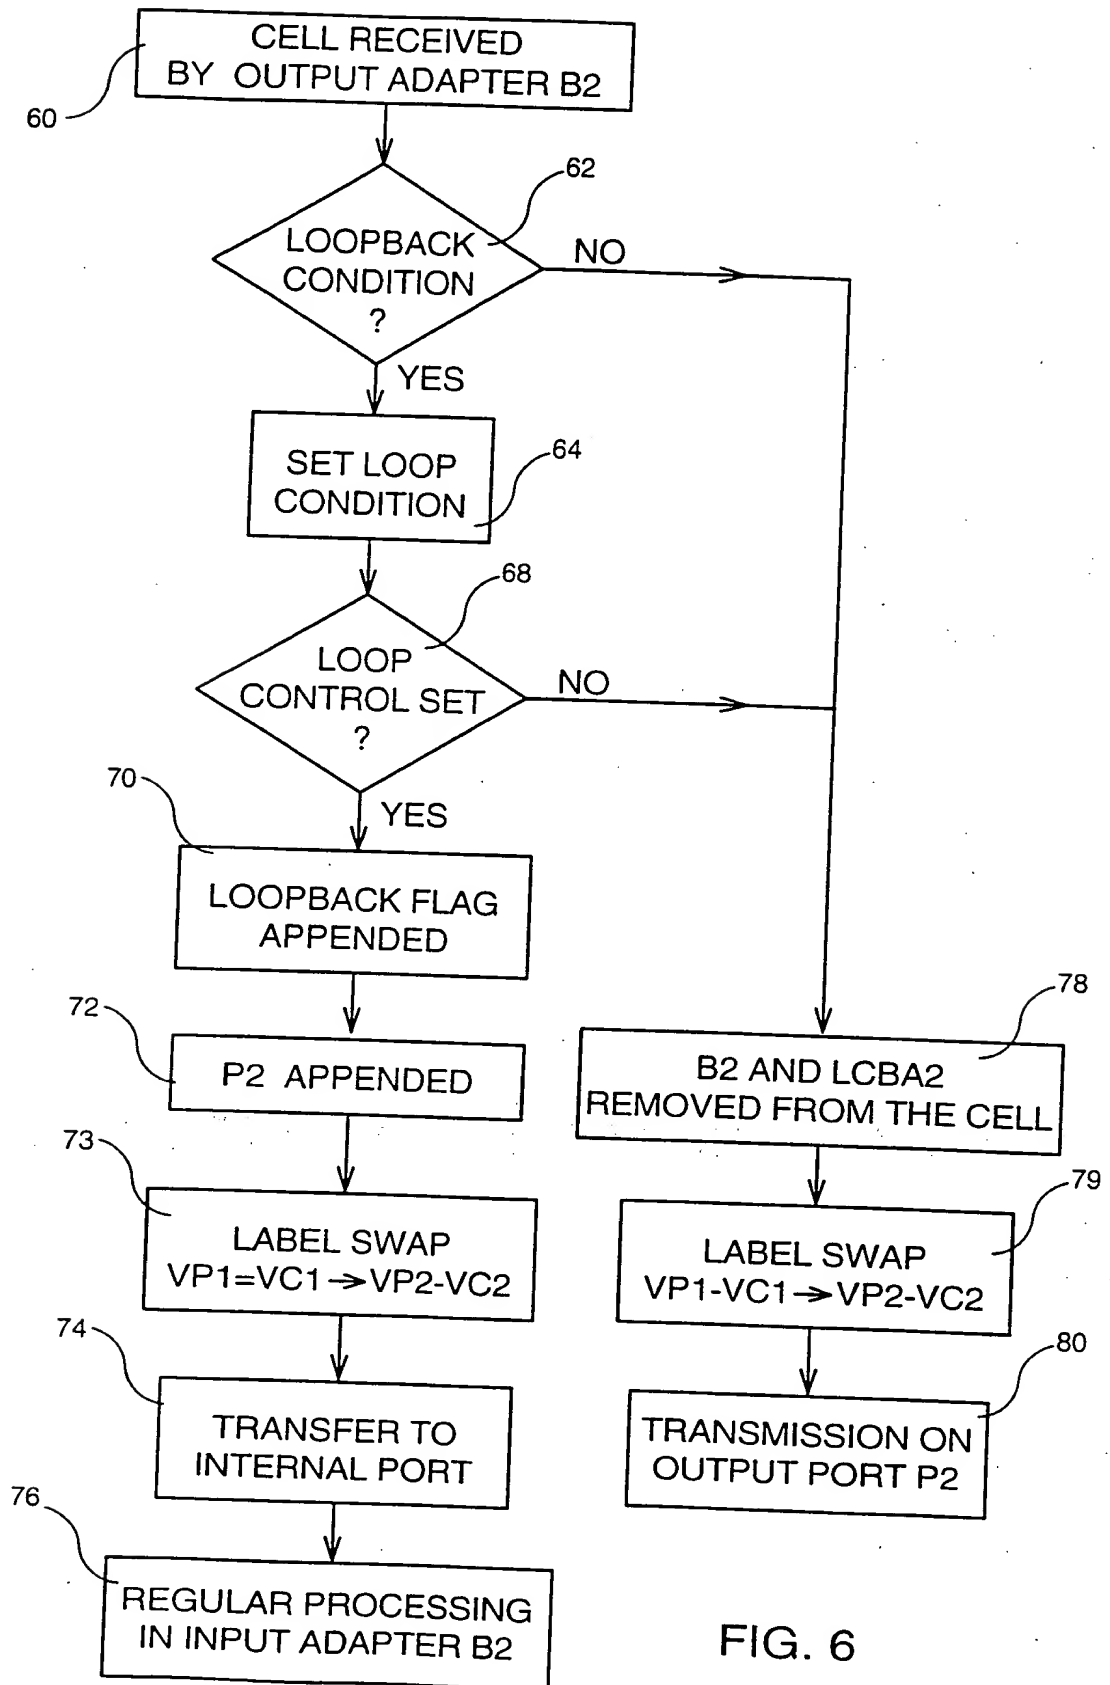 CELL RECEIVED
BY OUTPUT ADAPTER B2
60
62
LOOPBACK
CONDITION
?
NO
YES
64
SET LOOP
CONDITION
68
LOOP
CONTROL SET
?
NO
YES
70
LOOPBACK FLAG
APPENDED
72
P2 APPENDED
78
B2 AND LCBA2
REMOVED FROM THE CELL
73
LABEL SWAP
VP1=VC1→VP2-VC2
79
LABEL SWAP
VP1-VC1→VP2-VC2
74
TRANSFER TO
INTERNAL PORT
80
TRANSMISSION ON
OUTPUT PORT P2
76
REGULAR PROCESSING
IN INPUT ADAPTER B2
FIG. 6